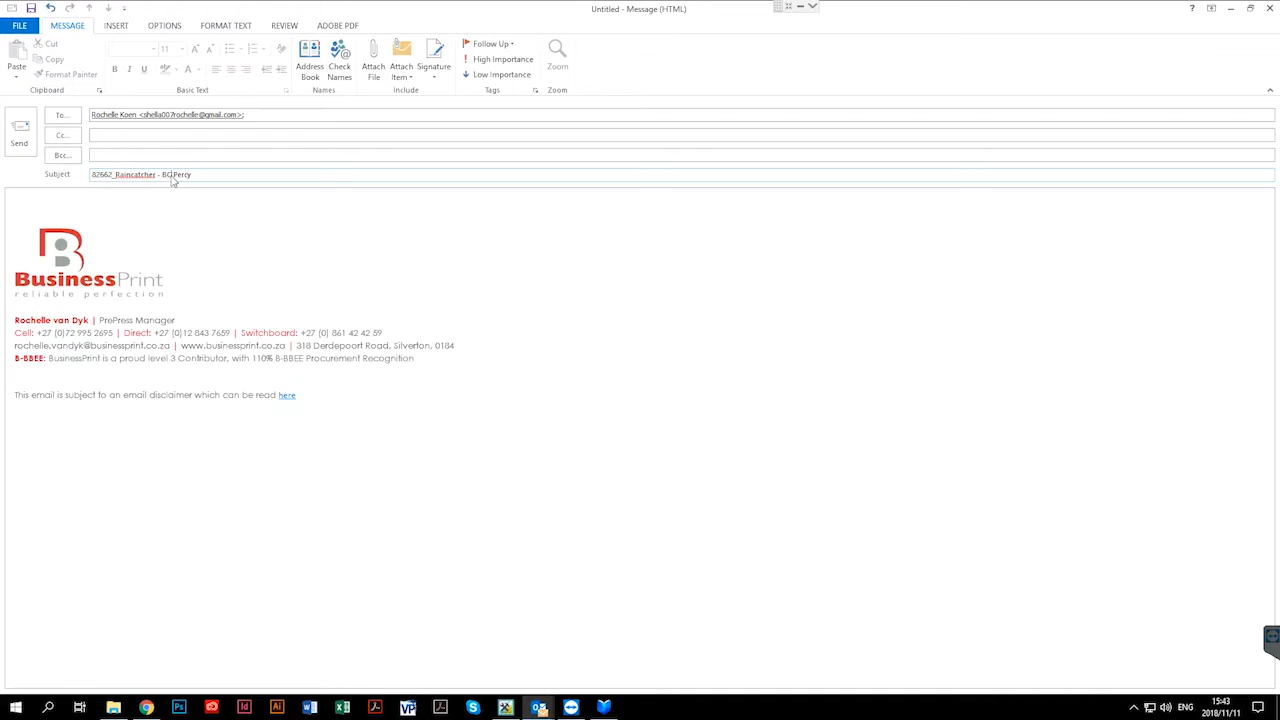 Untitled - Message (HTML)
FILE MESSAGE INSERT OPTIONS FORMAT TEXT REVIEW ADOBE PDF
Paste
Cut
Copy
Format Painter
Clipboard
11
B I U
A
Basic Text
Address Book
Check Names
Names
Attach File
Attach Item
Signature
Include
Follow Up
High Importance
Low Importance
Tags
Zoom
Zoom
Send
To... Rochelle Koen <shella007rochelle@gmail.com>;
Cc...
Bcc...
Subject 82662_Raincatcher - BC Percy
B
BusinessPrint
reliable perfection
Rochelle van Dyk | PrePress Manager
Cell: +27 (0)72 995 2695 | Direct: +27 (0)12 843 7659 | Switchboard: +27 (0) 861 42 42 59
rochelle.vandyk@businessprint.co.za | www.businessprint.co.za | 318 Derdepoort Road, Silverton, 0184
B-BBEE: BusinessPrint is a proud level 3 Contributor, with 110% B-BBEE Procurement Recognition
This email is subject to an email disclaimer which can be read here
ENG
15:43
2018/11/11